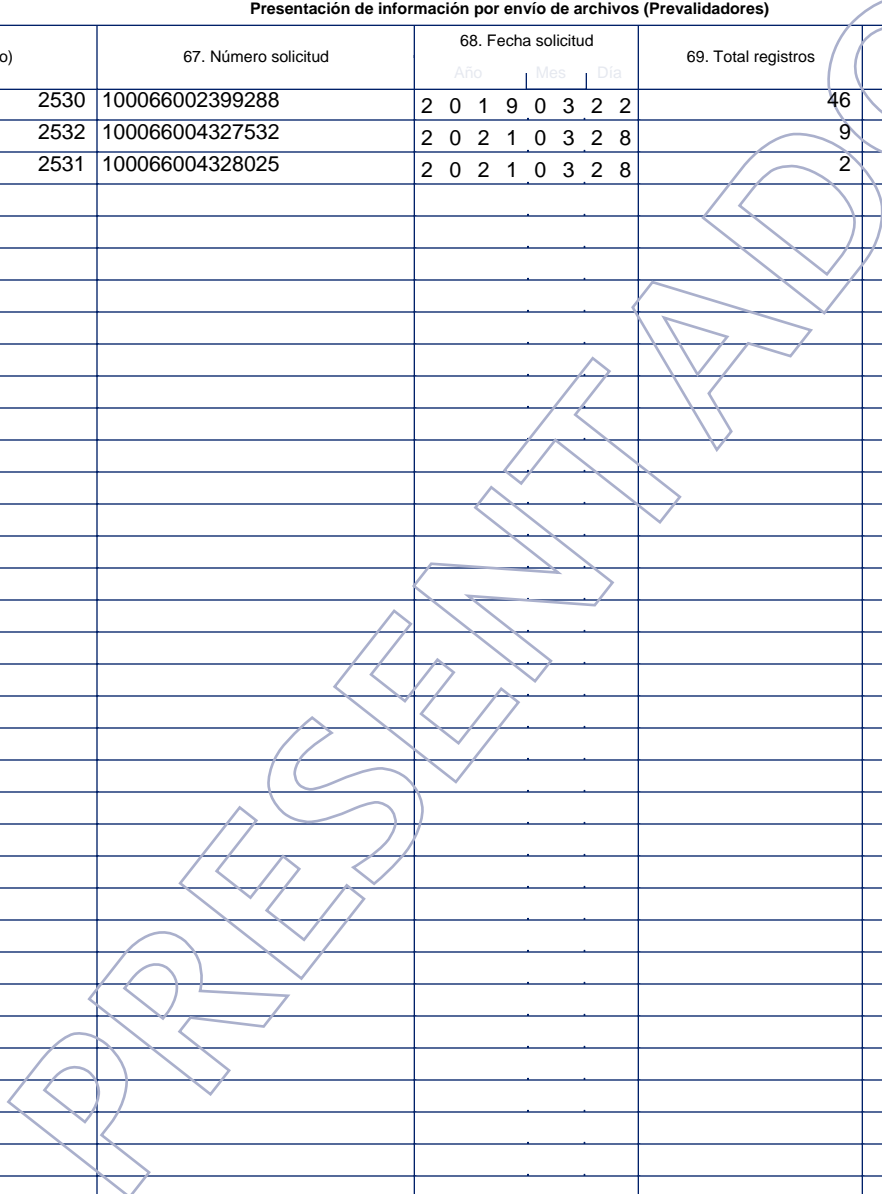 Presentación de información por envío de archivos (Prevalidadores)
o) 67. Número solicitud 68. Fecha solicitud 69. Total registros
Año Mes Día
2530 100066002399288 2 0 1 9 0 3 2 2 46
2532 100066004327532 2 0 2 1 0 3 2 8 9
2531 100066004328025 2 0 2 1 0 3 2 8 2
PRESENTADO